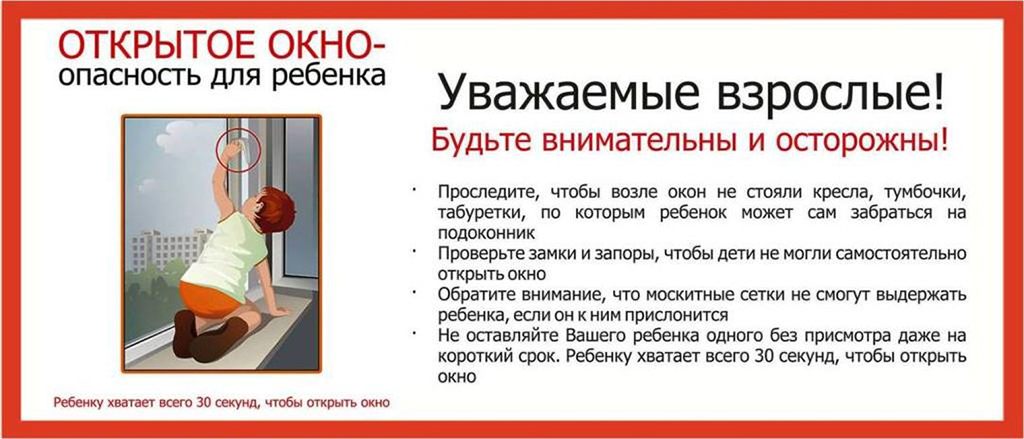 ОТКРЫТОЕ ОКНО-
опасность для ребенка
Ребенку хватает всего 30 секунд, чтобы открыть окно
Уважаемые взрослые!
Будьте внимательны и осторожны!
· Проследите, чтобы возле окон не стояли кресла, тумбочки,
табуретки, по которым ребенок может сам забраться на
подоконник
· Проверьте замки и запоры, чтобы дети не могли самостоятельно
открыть окно
· Обратите внимание, что москитные сетки не смогут выдержать
ребенка, если он к ним прислонится
· Не оставляйте Вашего ребенка одного без присмотра даже на
короткий срок. Ребенку хватает всего 30 секунд, чтобы открыть
окно